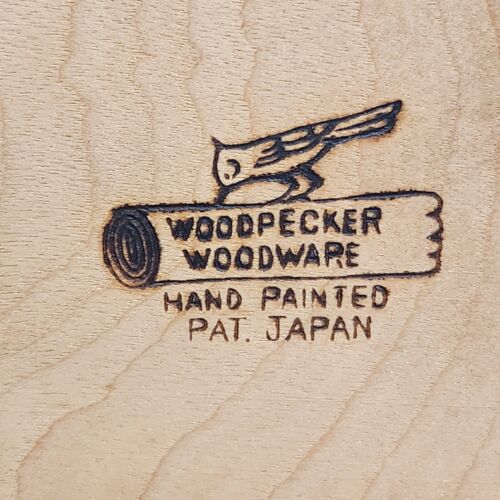 WOODPECKER
WOODWARE
HAND PAINTED
PAT. JAPAN